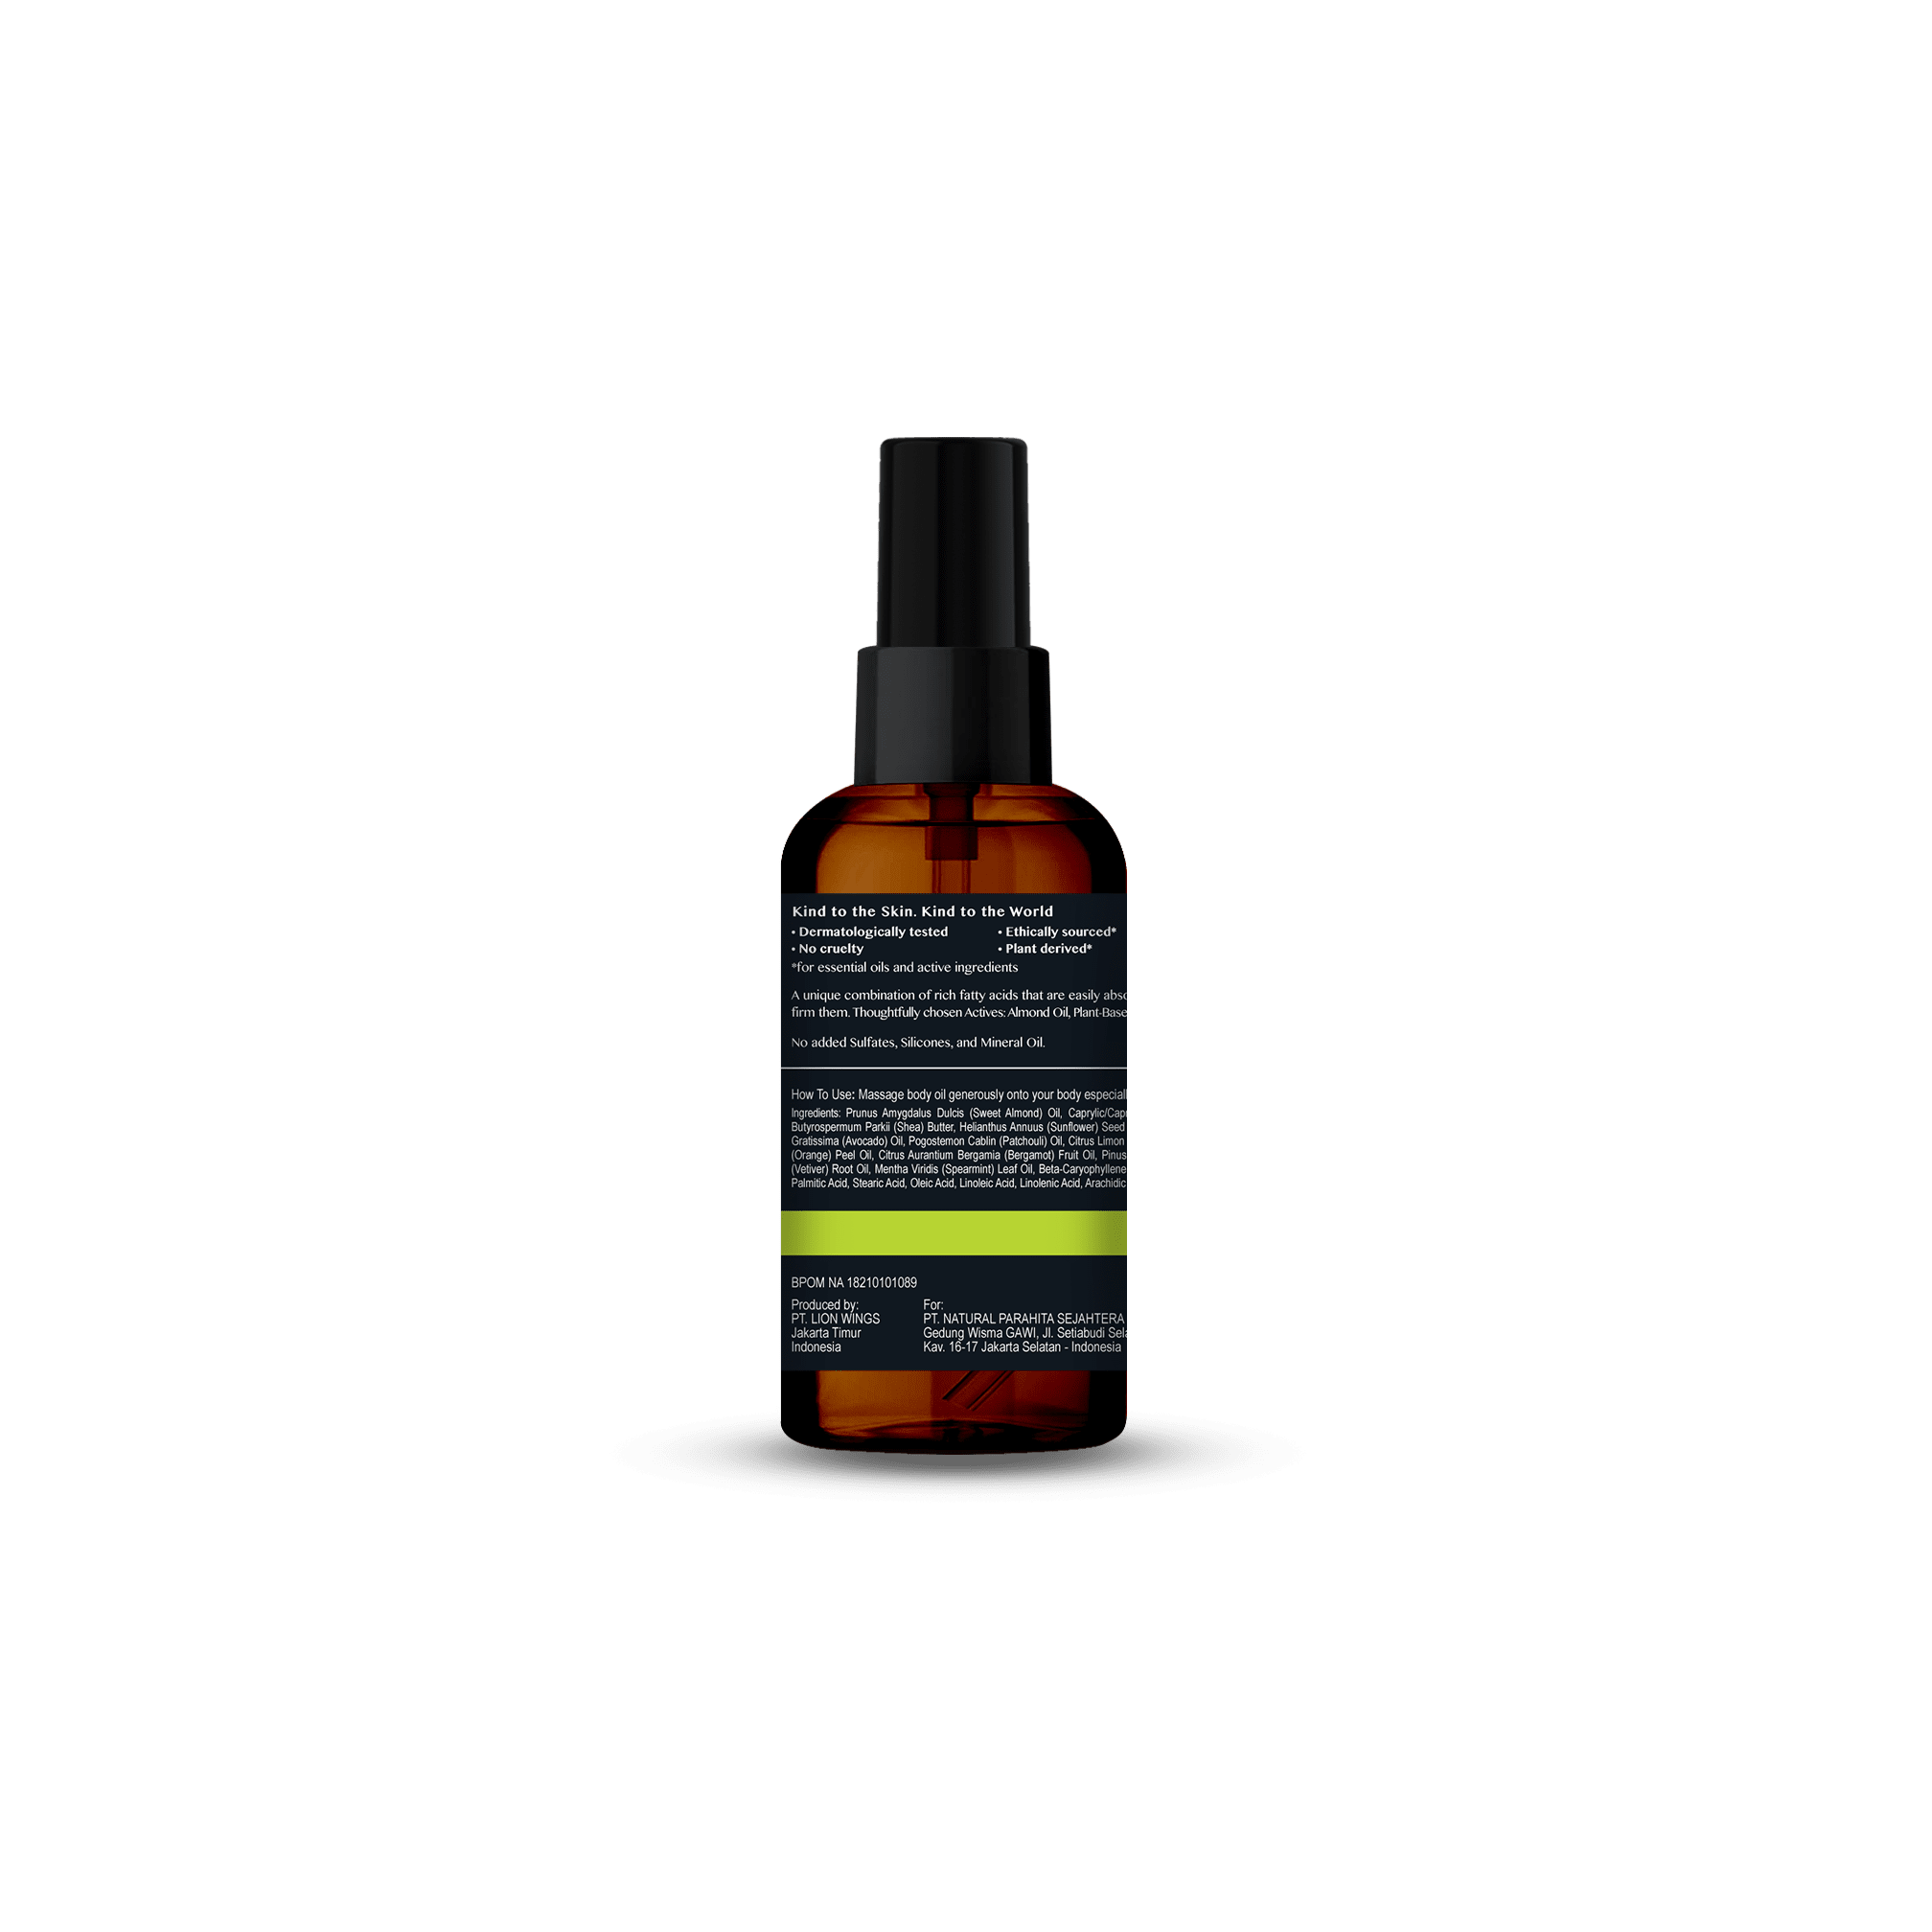 Kind to the Skin. Kind to the World
• Dermatologically tested • Ethically sourced*
• No cruelty • Plant derived*
*for essential oils and active ingredients
A unique combination of rich fatty acids that are easily
firm them. Thoughtfully chosen Actives: Almond Oil,
No added Sulfates, Silicones, and Mineral Oil.
How To Use: Massage body oil generously onto your body
Ingredients: Prunus Amygdalus Dulcis (Sweet Almond) Oil,
Butyrospermum Parkii (Shea) Butter, Helianthus Annuus (Sunflower) Seed
Gratissima (Avocado) Oil, Pogostemon Cablin (Patchouli) Oil, Citrus Limon
(Orange) Peel Oil, Citrus Aurantium Bergamia (Bergamot) Fruit Oil, Pinus
(Vetiver) Root Oil, Mentha Viridis (Spearmint) Leaf Oil, Beta-Caryophyllene
Palmitic Acid, Stearic Acid, Oleic Acid, Linoleic Acid, Linolenic Acid, Arachidic
BPOM NA 18210101089
Produced by:
PT. LION WINGS
Jakarta Timur
Indonesia
For:
PT. NATURAL PARAHITA SEJAHTERA
Gedung Wisma GAWI, Jl. Setiabudi
Kav. 16-17 Jakarta Selatan - Indonesia